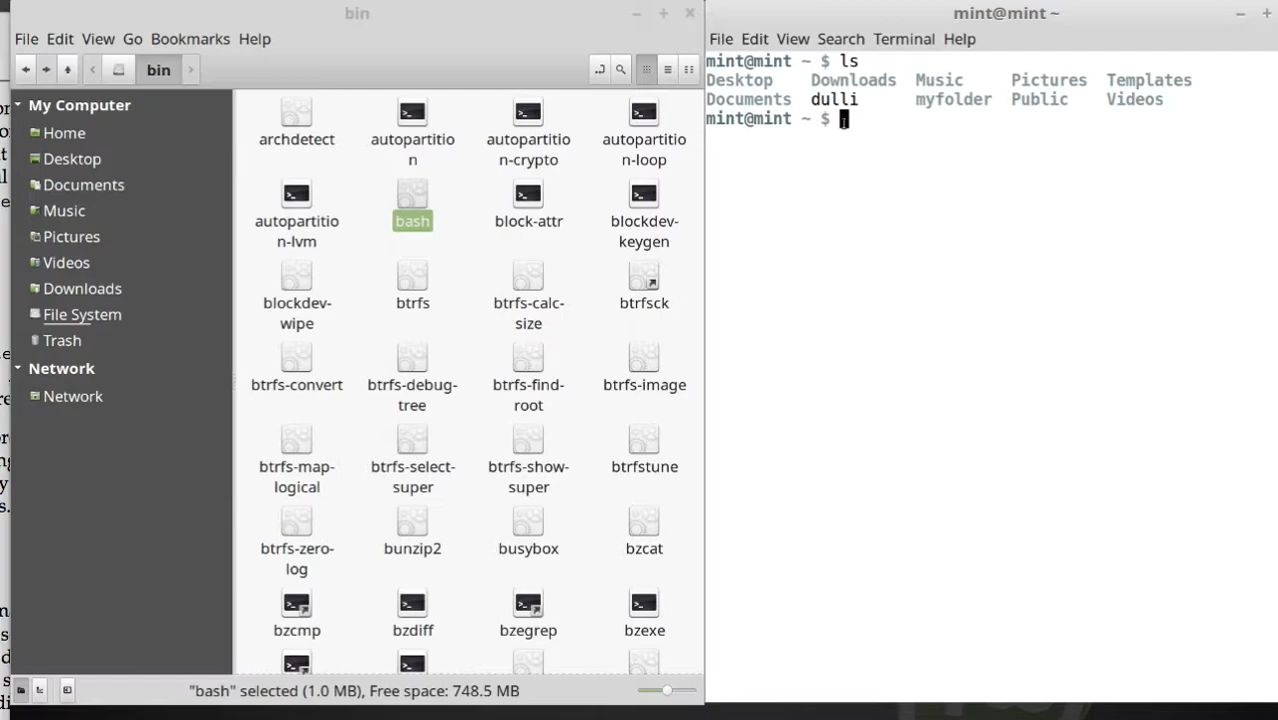 bin
File Edit View Go Bookmarks Help
bin
My Computer
Home
Desktop
Documents
Music
Pictures
Videos
Downloads
File System
Trash
Network
Network
archdetect
autopartitio
n
autopartitio
n-crypto
autopartitio
n-loop
autopartitio
n-lvm
bash
block-attr
blockdev-
keygen
blockdev-
wipe
btrfs
btrfs-calc-
size
btrfsck
btrfs-convert
btrfs-debug-
tree
btrfs-find-
root
btrfs-image
btrfs-map-
logical
btrfs-select-
super
btrfs-show-
super
btrfstune
btrfs-zero-
log
bunzip2
busybox
bzcat
bzcmp
bzdiff
bzegrep
bzexe
"bash" selected (1.0 MB), Free space: 748.5 MB
mint@mint ~
File Edit View Search Terminal Help
mint@mint ~ $ ls
Desktop Downloads Music Pictures Templates
Documents dulli myfolder Public Videos
mint@mint ~ $